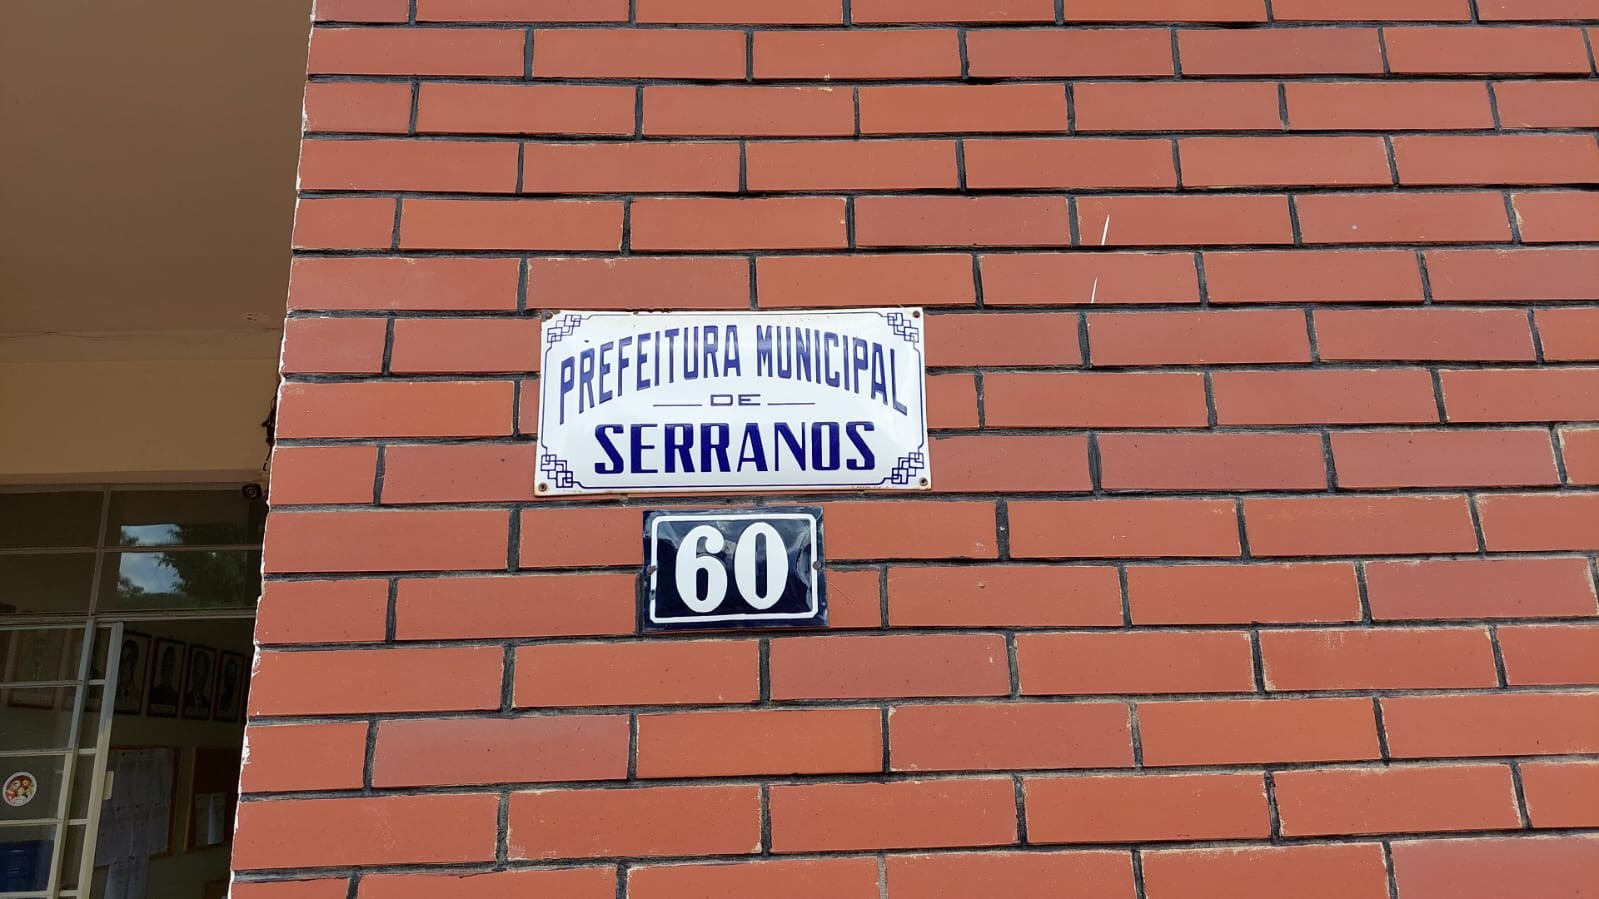 PREFEITURA MUNICIPAL
DE
SERRANOS
60